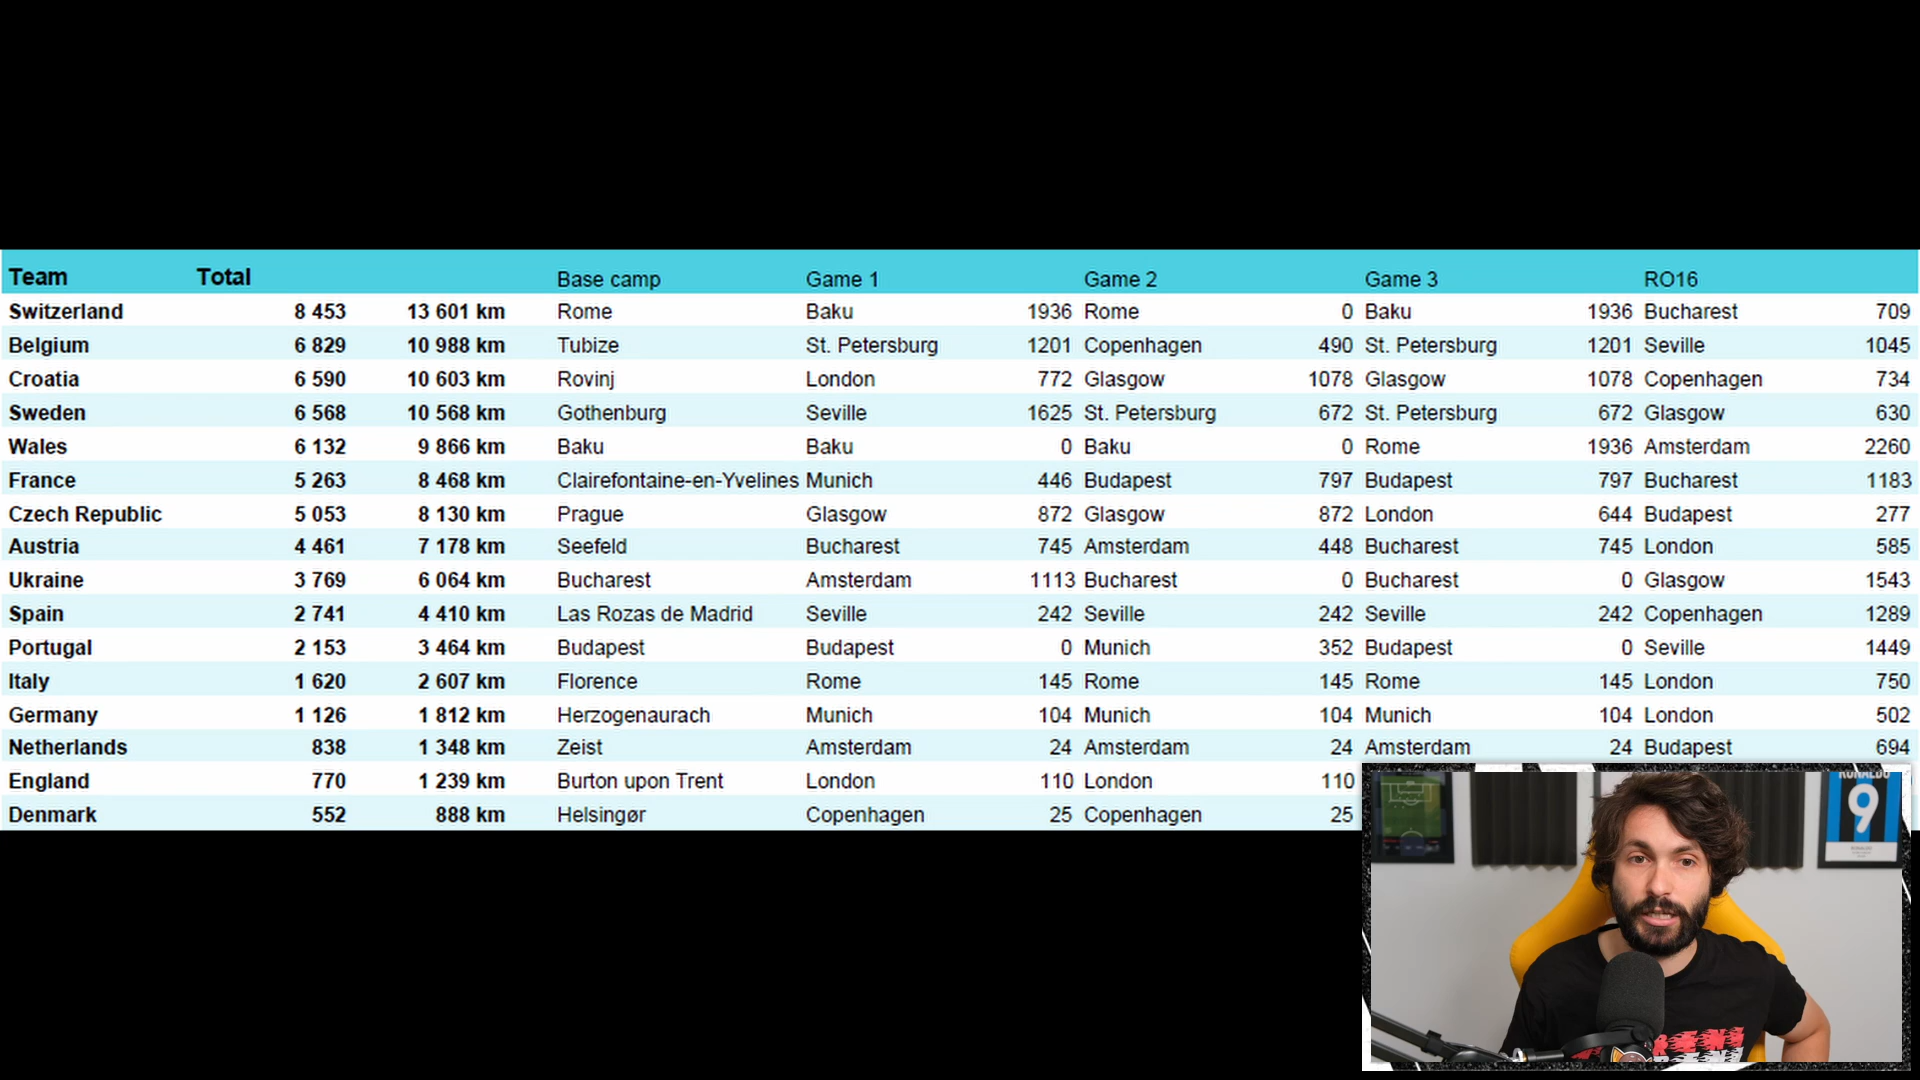 Team Total Base camp Game 1 Game 2 Game 3 RO16
Switzerland 8 453 13 601 km Rome Baku 1936 Rome 0 Baku 1936 Bucharest 709
Belgium 6 829 10 988 km Tubize St. Petersburg 1201 Copenhagen 490 St. Petersburg 1201 Seville 1045
Croatia 6 590 10 603 km Rovinj London 772 Glasgow 1078 Glasgow 1078 Copenhagen 734
Sweden 6 568 10 568 km Gothenburg Seville 1625 St. Petersburg 672 St. Petersburg 672 Glasgow 630
Wales 6 132 9 866 km Baku Baku 0 Baku 0 Rome 1936 Amsterdam 2260
France 5 263 8 468 km Clairefontaine-en-Yvelines Munich 446 Budapest 797 Budapest 797 Bucharest 1183
Czech Republic 5 053 8 130 km Prague Glasgow 872 Glasgow 872 London 644 Budapest 277
Austria 4 461 7 178 km Seefeld Bucharest 745 Amsterdam 448 Bucharest 745 London 585
Ukraine 3 769 6 064 km Bucharest Amsterdam 1113 Bucharest 0 Bucharest 0 Glasgow 1543
Spain 2 741 4 410 km Las Rozas de Madrid Seville 242 Seville 242 Seville 242 Copenhagen 1289
Portugal 2 153 3 464 km Budapest Budapest 0 Munich 352 Budapest 0 Seville 1449
Italy 1 620 2 607 km Florence Rome 145 Rome 145 Rome 145 London 750
Germany 1 126 1 812 km Herzogenaurach Munich 104 Munich 104 Munich 104 London 502
Netherlands 838 1 348 km Zeist Amsterdam 24 Amsterdam 24 Amsterdam 24 Budapest 694
England 770 1 239 km Burton upon Trent London 110 London 110
Denmark 552 888 km Helsingør Copenhagen 25 Copenhagen 25
RONALDO
9
RONALDO